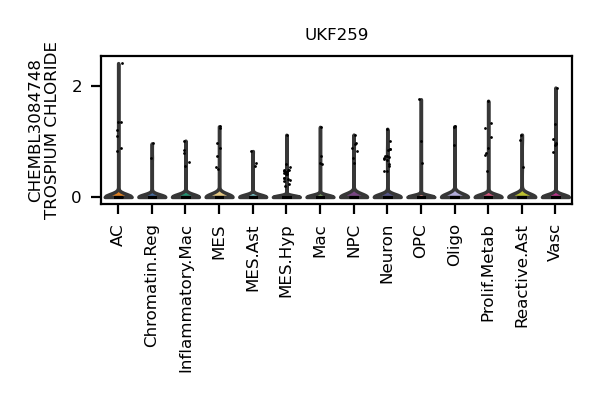 UKF259
CHEMBL3084748
TROSPIUM CHLORIDE
2
0
AC
Chromatin.Reg
Inflammatory.Mac
MES
MES.Ast
MES.Hyp
Mac
NPC
Neuron
OPC
Oligo
Prolif.Metab
Reactive.Ast
Vasc